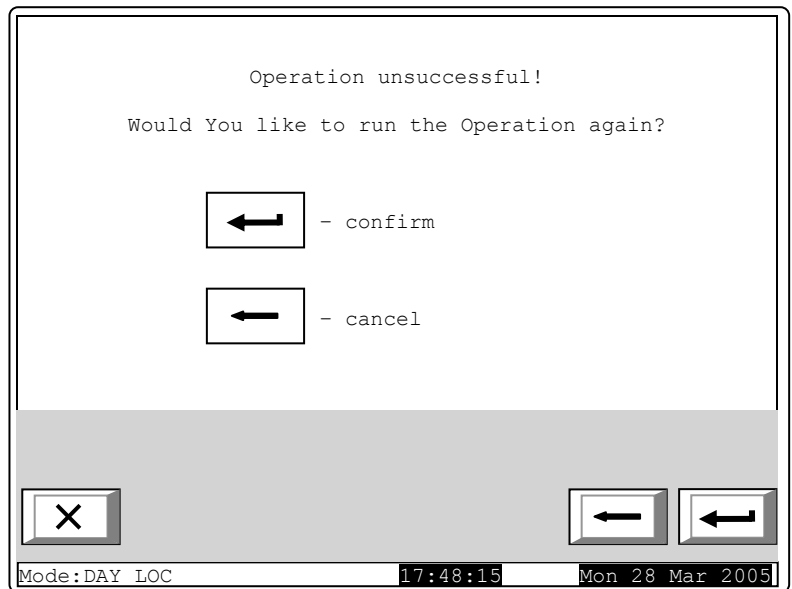 Operation unsuccessful!
Would You like to run the Operation again?
- confirm
- cancel
Mode:DAY LOC 17:48:15 Mon 28 Mar 2005